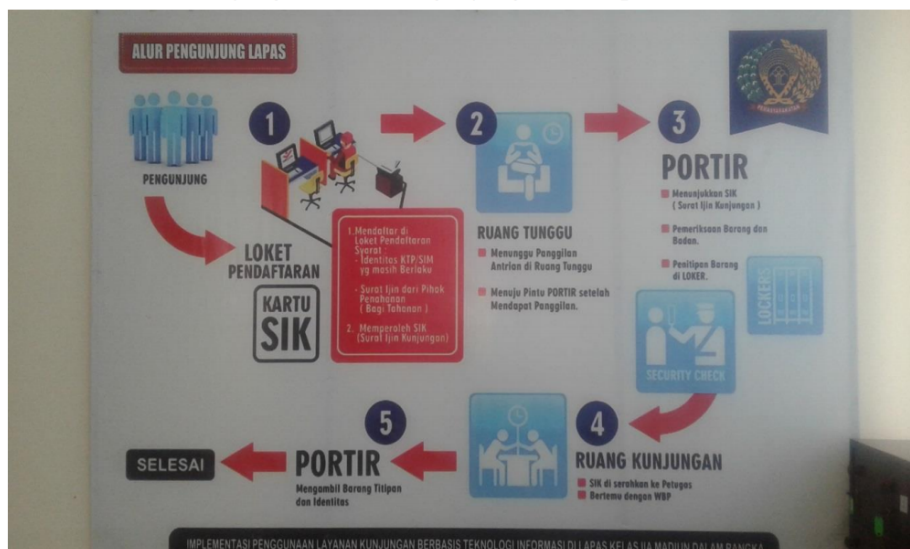 ALUR PENGUNJUNG LAPAS
PENGUNJUNG
1
LOKET
PENDAFTARAN
KARTU
SIK
1.Mendaftar di
Loket Pendaftaran
Syarat :
- Identitas KTP/SIM
yg masih Berlaku
- Surat Ijin dari Pihak
Penahanan
( Bagi Tahanan )
2. Memperoleh SIK
(Surat Ijin Kunjungan)
2
RUANG TUNGGU
Menunggu Panggilan
Antrian di Ruang Tunggu
Menuju Pintu PORTIR setelah
Mendapat Panggilan.
3
PORTIR
Menunjukkan SIK
( Surat Ijin Kunjungan )
Pemeriksaan Barang dan
Badan.
Penitipan Barang
di LOKER.
LOCKERS
SECURITY CHECK
4
RUANG KUNJUNGAN
SIK di serahkan ke Petugas
Bertemu dengan WBP
5
PORTIR
Mengambil Barang Titipan
dan Identitas
SELESAI
IMPLEMENTASI PENGGUNAAN LAYANAN KUNJUNGAN BERBASIS TEKNOLOGI INFORMASI DI LAPAS KELAS IIA MADIUN DALAM RANGKA